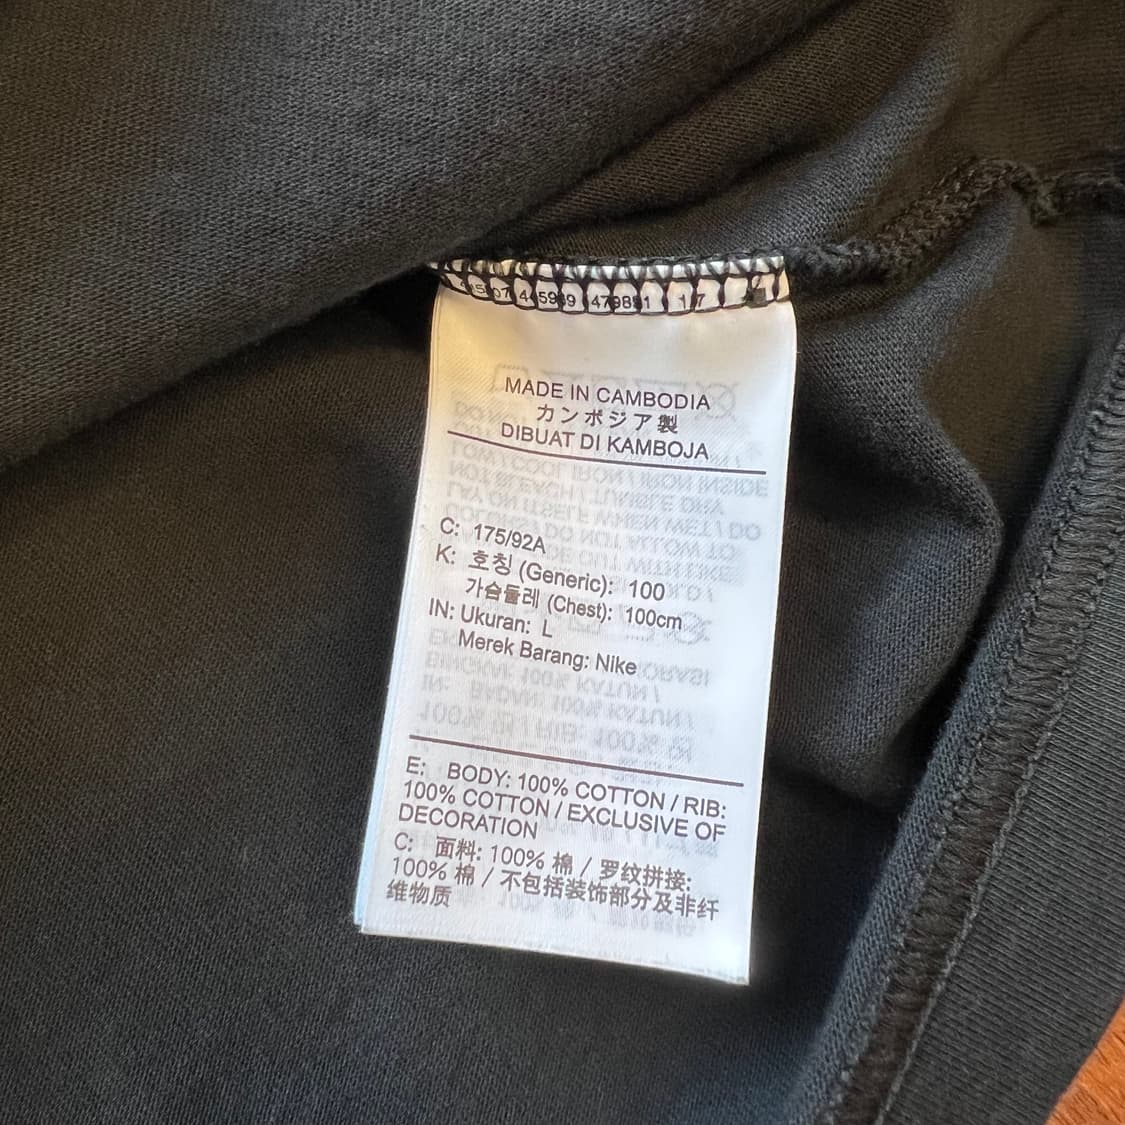 MADE IN CAMBODIA
カンボジア製
DIBUAT DI KAMBOJA
C: 175/92A
K: 호칭 (Generic): 100
가슴둘레 (Chest): 100cm
IN: Ukuran: L
Merek Barang: Nike
E: BODY: 100% COTTON / RIB:
100% COTTON / EXCLUSIVE OF
DECORATION
C: 面料: 100% 棉 / 罗纹拼接:
100% 棉 / 不包括装饰部分及非纤
维物质